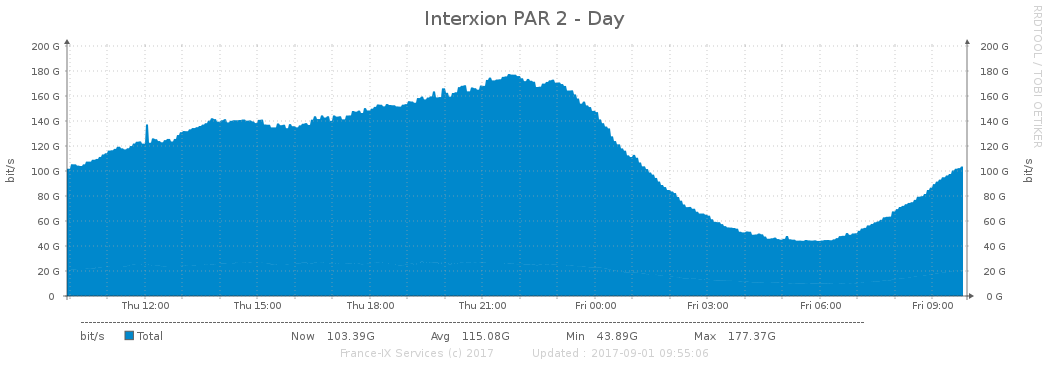 Interxion PAR 2 - Day
RRDTOOL / TOBI OETIKER
bit/s
200 G
180 G
160 G
140 G
120 G
100 G
80 G
60 G
40 G
20 G
0
200 G
180 G
160 G
140 G
120 G
100 G
80 G
60 G
40 G
20 G
0 G
bit/s
Thu 12:00 Thu 15:00 Thu 18:00 Thu 21:00 Fri 00:00 Fri 03:00 Fri 06:00 Fri 09:00
bit/s Total Now 103.39G Avg 115.08G Min 43.89G Max 177.37G
France-IX Services (c) 2017 Updated : 2017-09-01 09:55:06